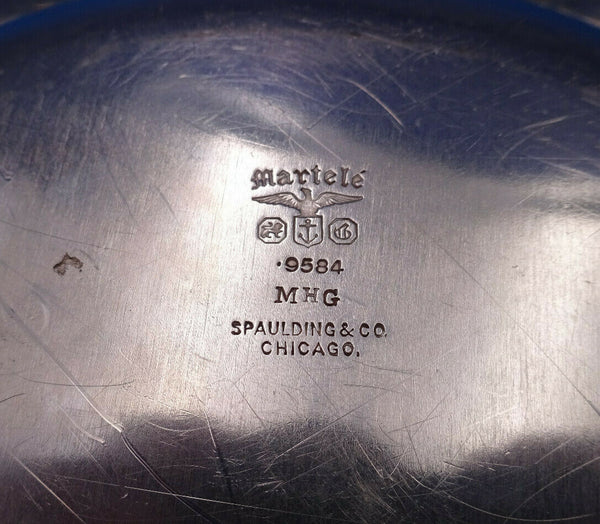 Martelé
.9584
MHG
SPAULDING & CO.
CHICAGO.